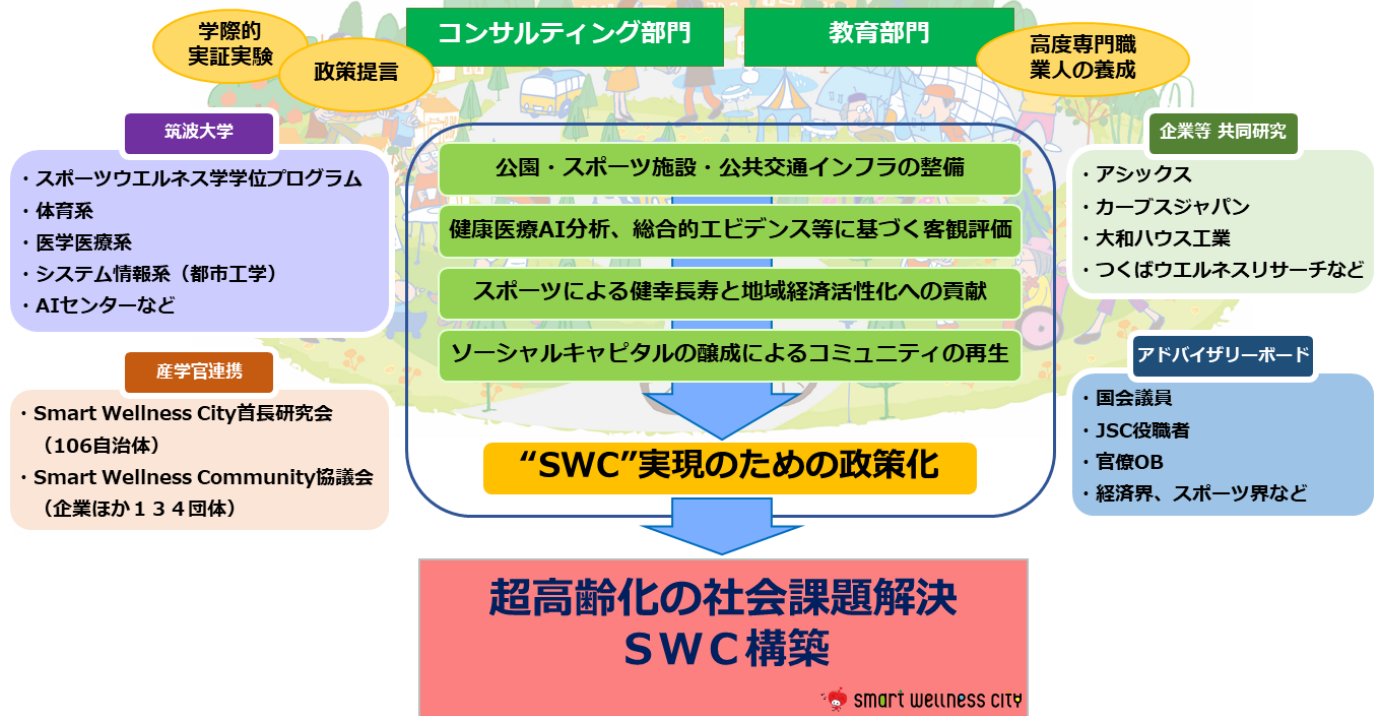 学際的
実証実験
政策提言
コンサルティング部門
教育部門
高度専門職
業人の養成
筑波大学
・スポーツウエルネス学学位プログラム
・体育系
・医学医療系
・システム情報系（都市工学）
・AIセンターなど
産学官連携
・Smart Wellness City首長研究会
（106自治体）
・Smart Wellness Community協議会
（企業ほか１３４団体）
公園・スポーツ施設・公共交通インフラの整備
健康医療AI分析、総合的エビデンス等に基づく客観評価
スポーツによる健幸長寿と地域経済活性化への貢献
ソーシャルキャピタルの醸成によるコミュニティの再生
“SWC”実現のための政策化
企業等 共同研究
・アシックス
・カーブスジャパン
・大和ハウス工業
・つくばウエルネスリサーチなど
アドバイザリーボード
・国会議員
・JSC役職者
・官僚OB
・経済界、スポーツ界など
超高齢化の社会課題解決
ＳＷＣ構築
smart wellness city